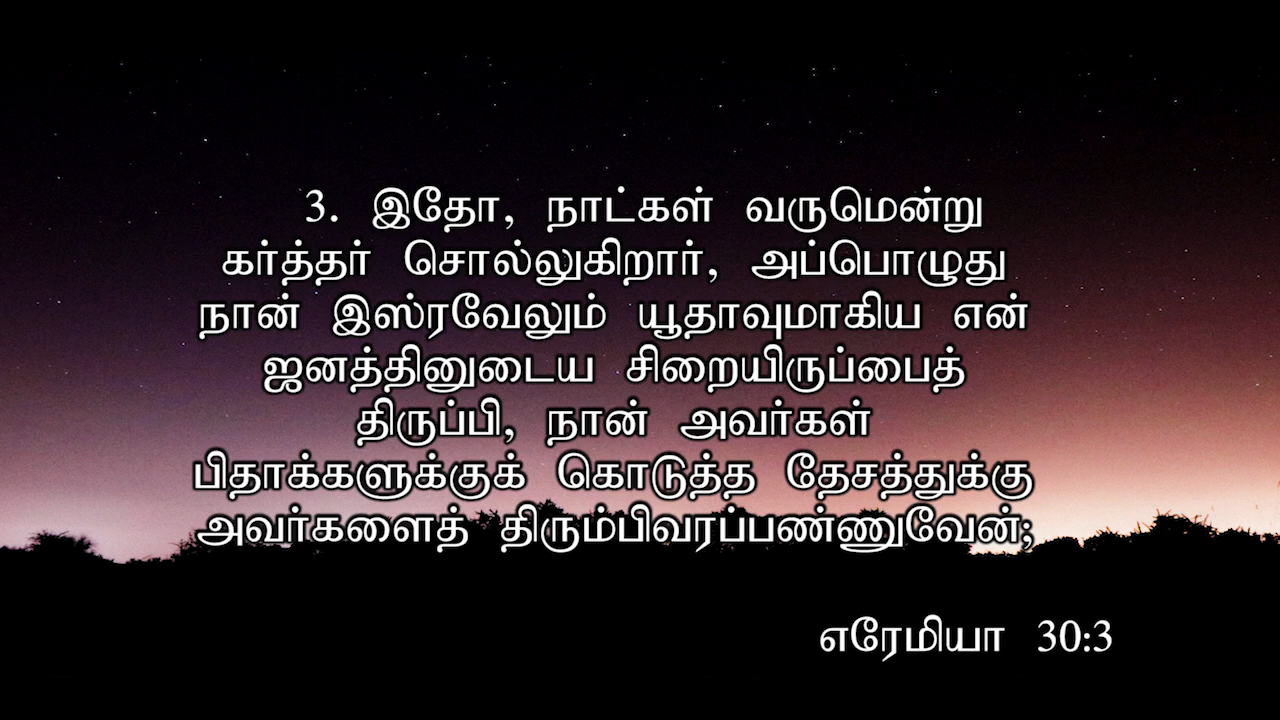 3. இதோ, நாட்கள் வருமென்று
கர்த்தர் சொல்லுகிறார், அப்பொழுது
நான் இஸ்ரவேலும் யூதாவுமாகிய என்
ஜனத்தினுடைய சிறையிருப்பைத்
திருப்பி, நான் அவர்கள்
பிதாக்களுக்குக் கொடுத்த தேசத்துக்கு
அவர்களைத் திரும்பிவரப்பண்ணுவேன்;
எரேமியா 30:3